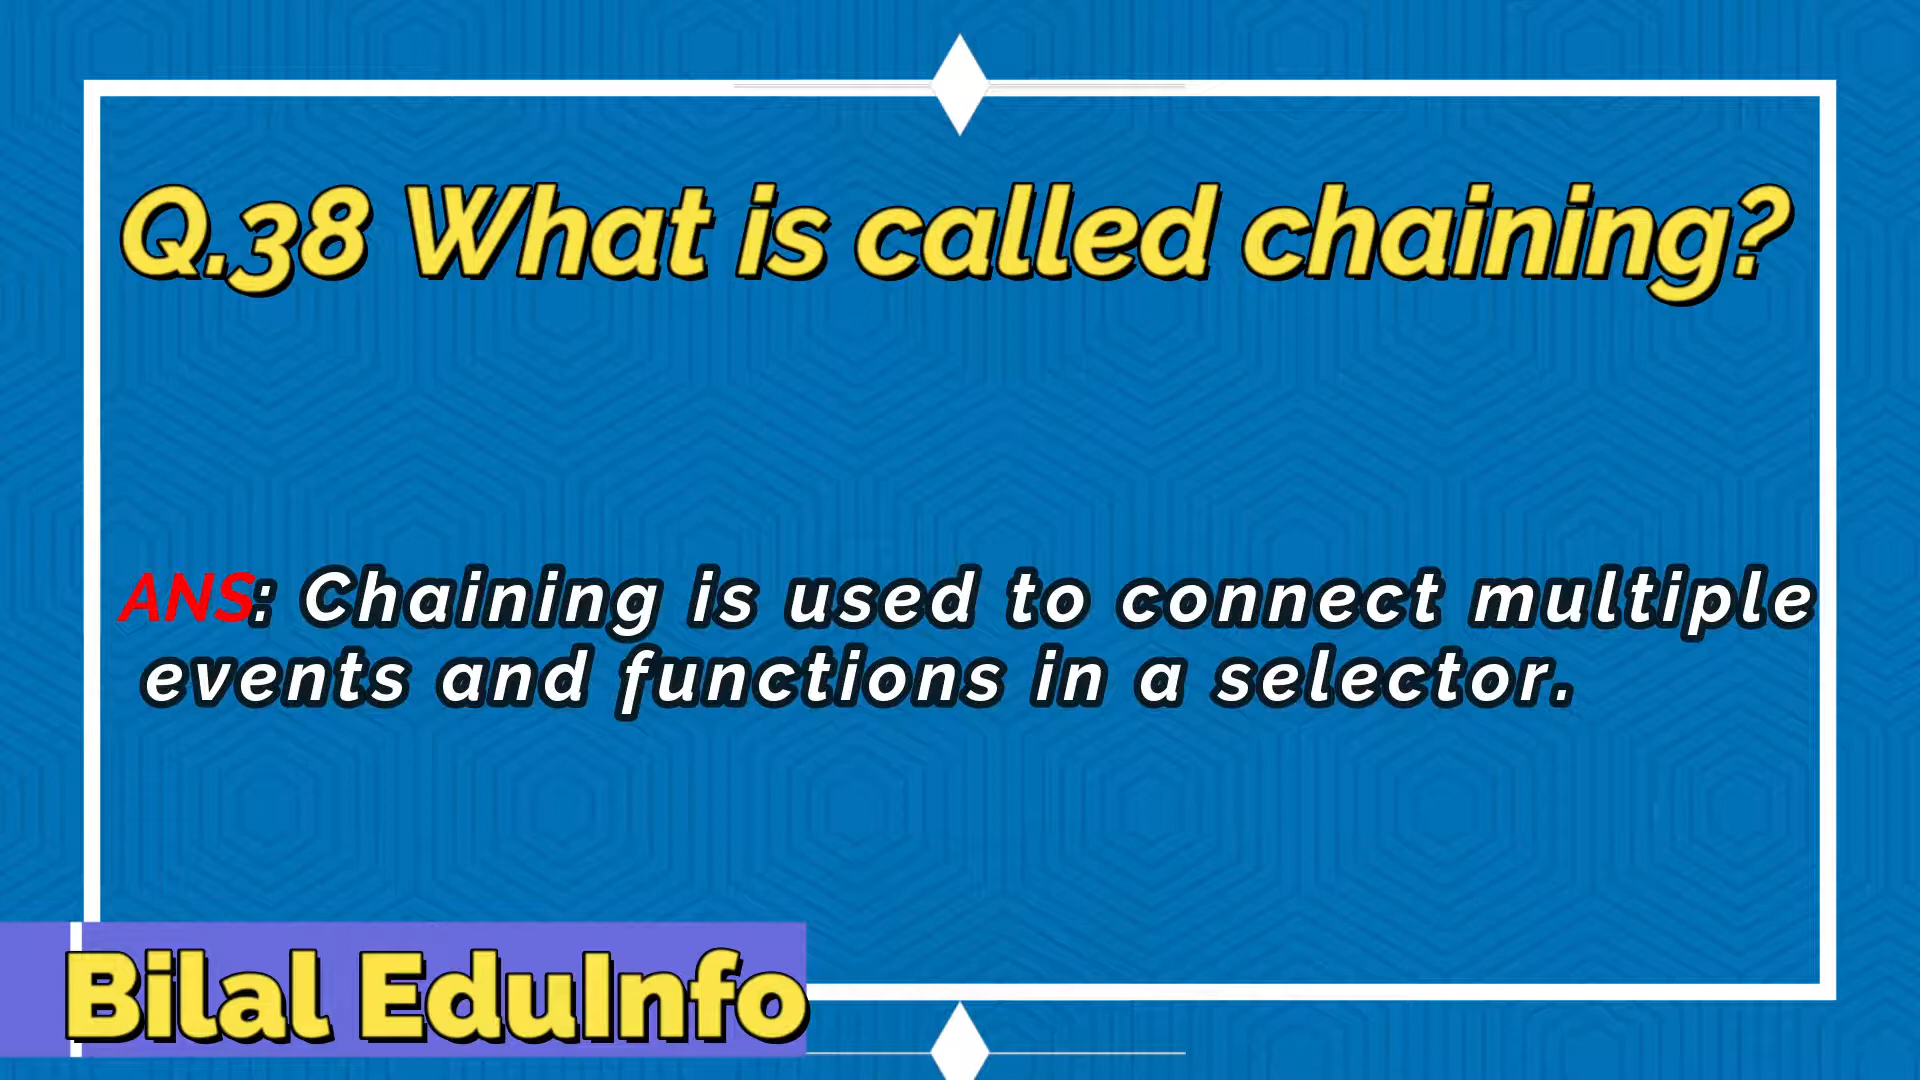 Q.38 What is called chaining?
ANS: Chaining is used to connect multiple
events and functions in a selector.
Bilal EduInfo